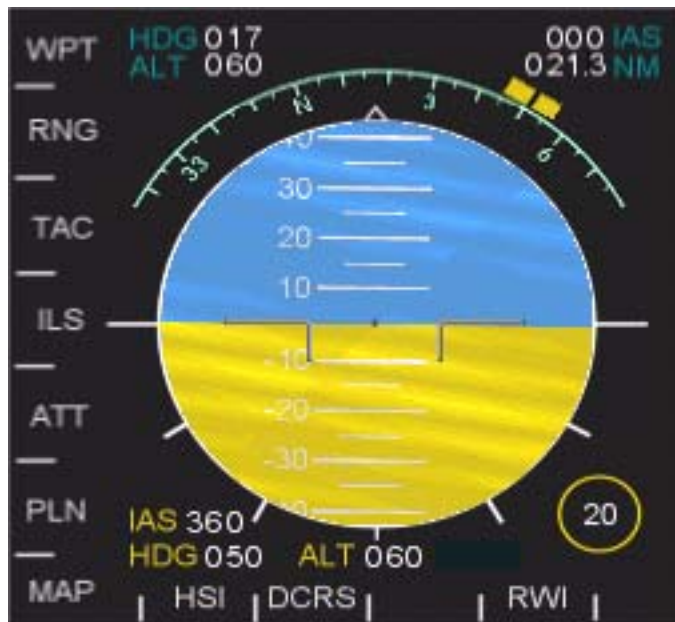 WPT HDG 017 000 IAS
ALT 060 021.3 NM
RNG
33 N 3 6
30
TAC
20
10
ILS
-10
ATT
-20
-30
PLN
IAS 360
20
HDG 050 ALT 060
MAP HSI DCRS RWI